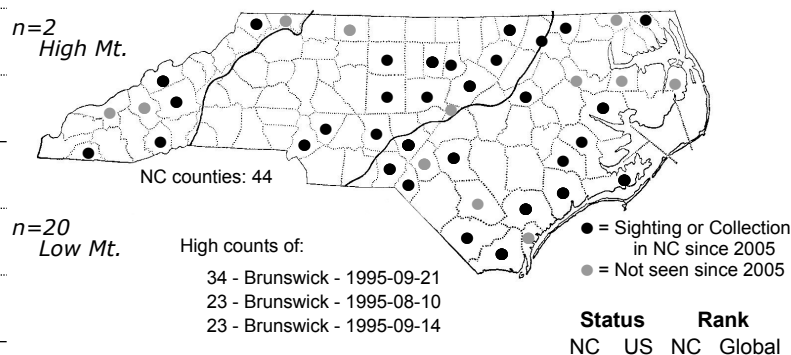 n=2
High Mt.
NC counties: 44
n=20
Low Mt.
High counts of:
34 - Brunswick - 1995-09-21
23 - Brunswick - 1995-08-10
23 - Brunswick - 1995-09-14
● = Sighting or Collection
in NC since 2005
● = Not seen since 2005
Status Rank
NC US NC Global